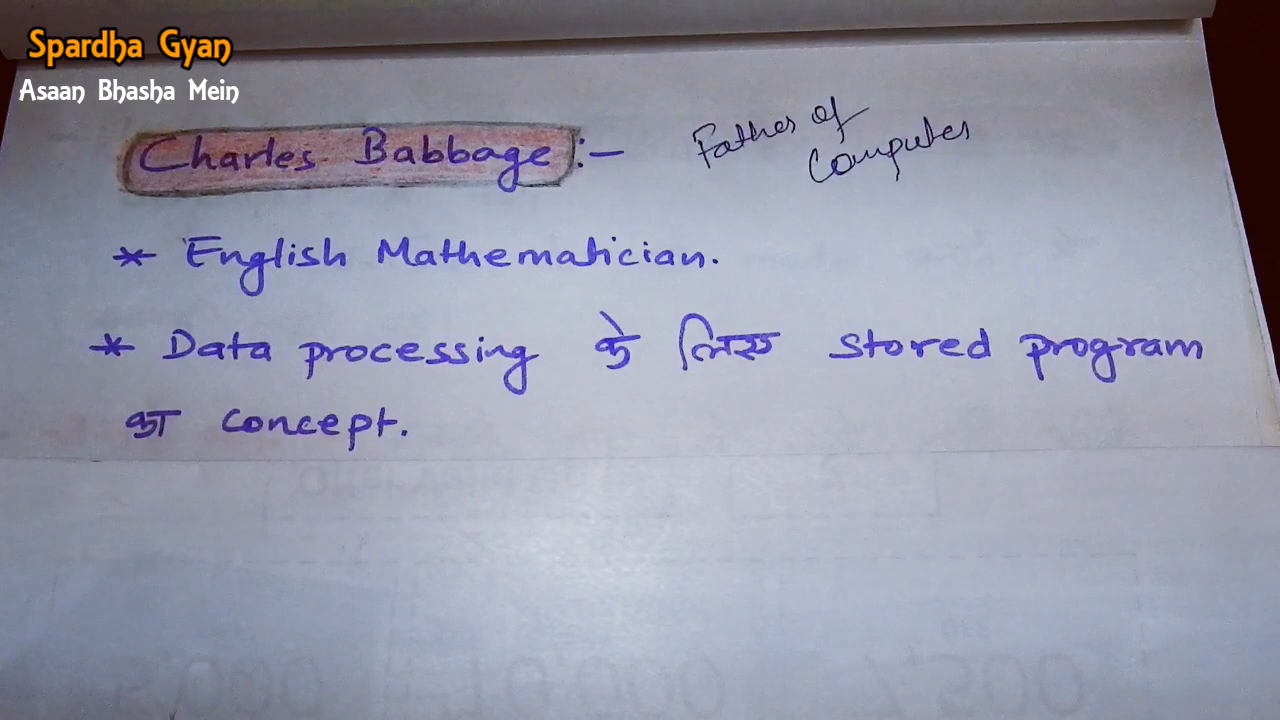 Spardha Gyan
Asaan Bhasha Mein
Charles Babbage :-
Father of
Computer
* English Mathematician.
* Data processing के लिए stored program
का concept.